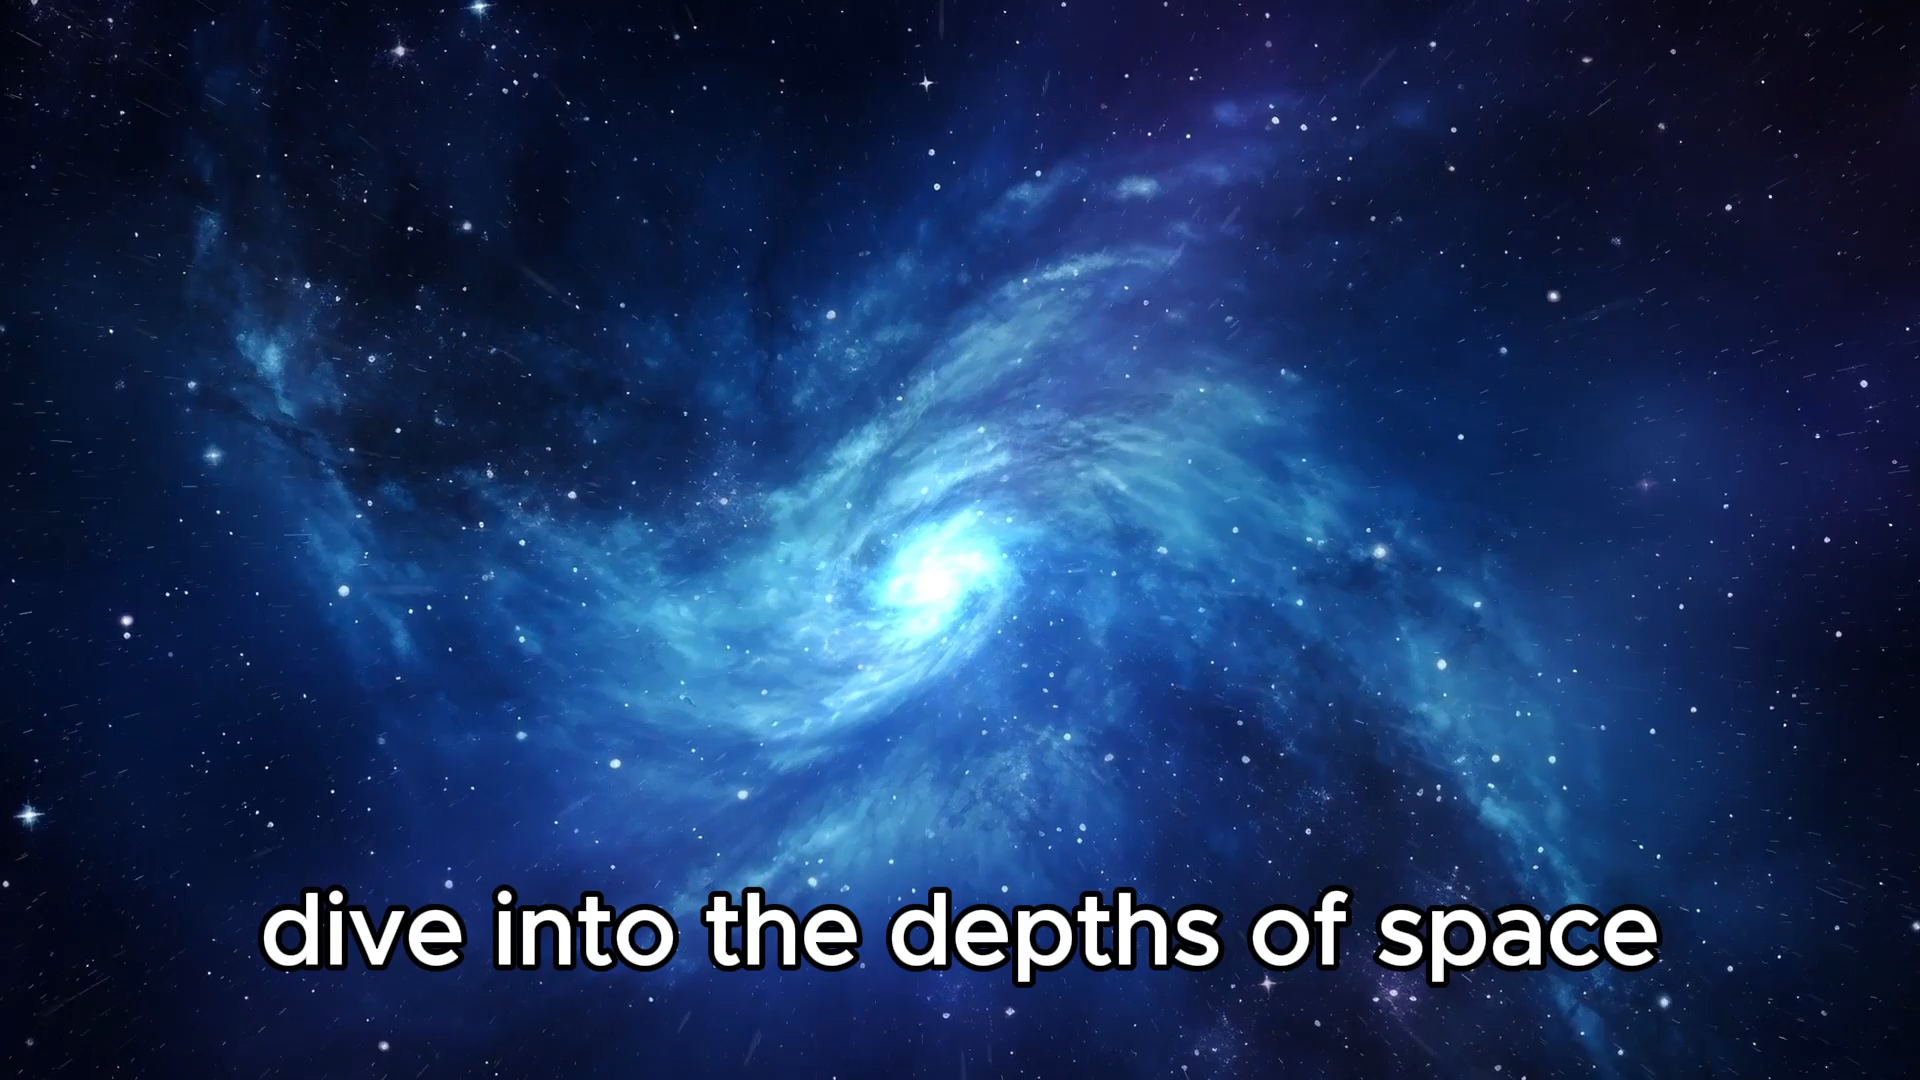 dive into the depths of space